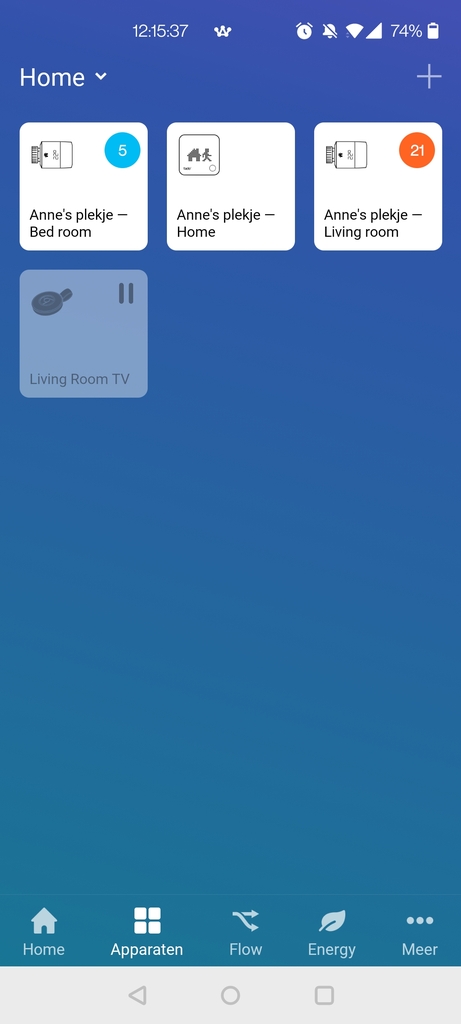 12:15:37
74%
Home
5
Anne's plekje —
Bed room
Anne's plekje —
Home
21
Anne's plekje —
Living room
Living Room TV
Home
Apparaten
Flow
Energy
Meer